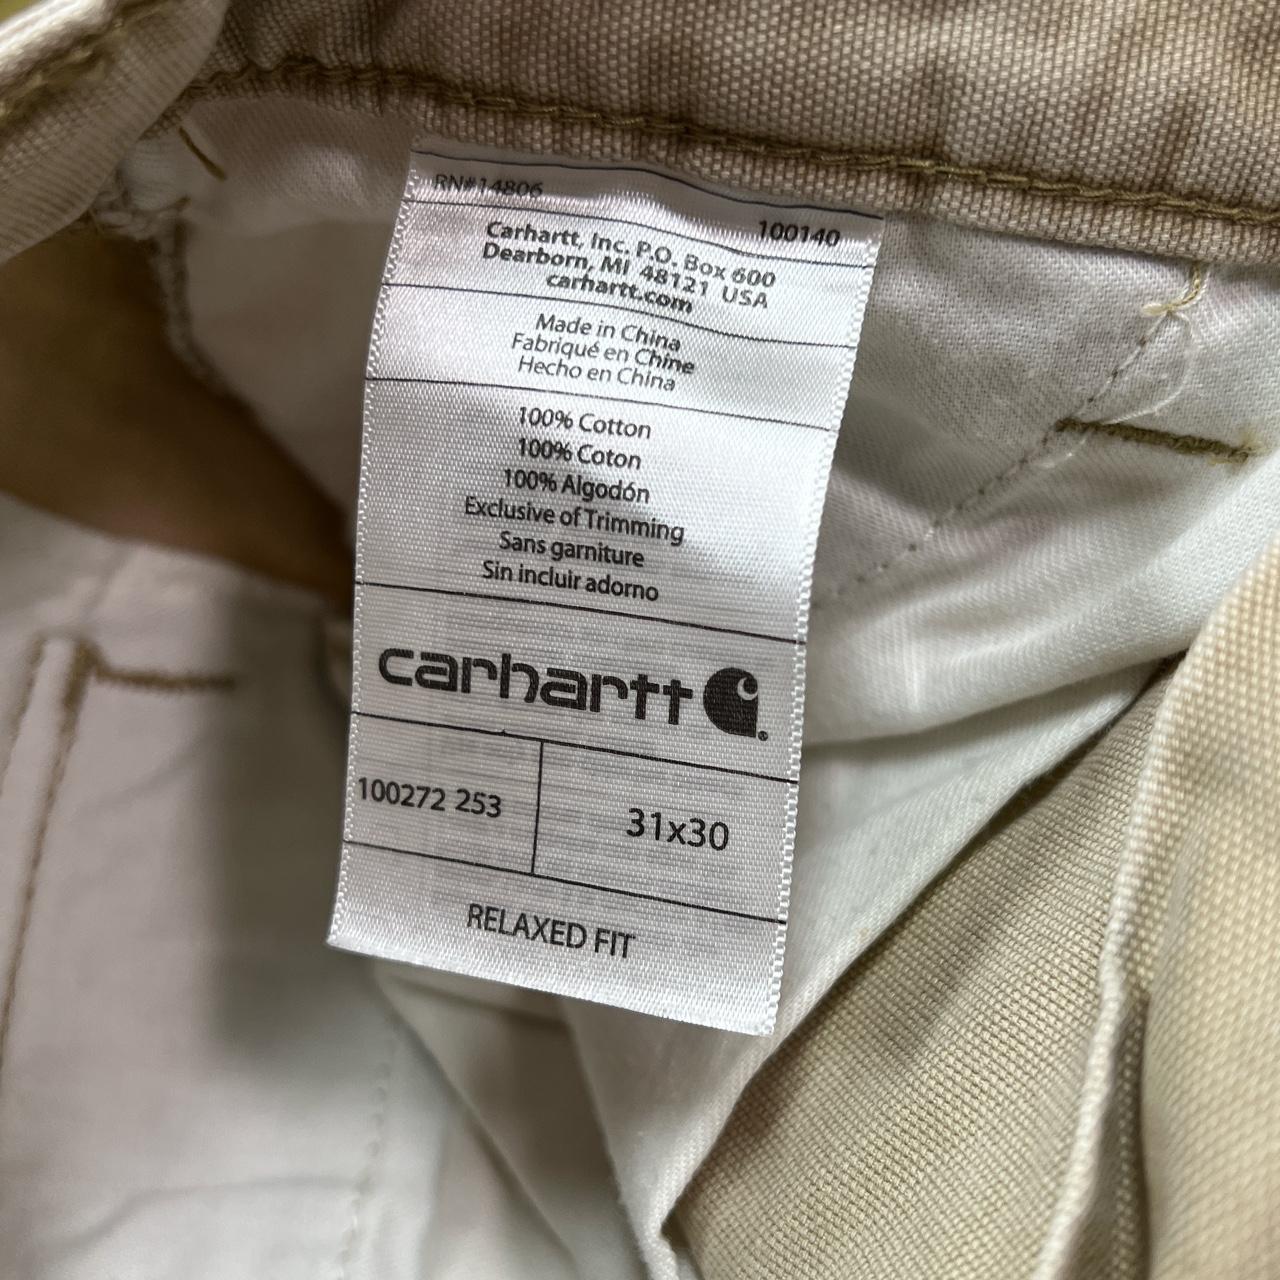 RN#14806
100140
Carhartt, Inc. P.O. Box 600
Dearborn, MI 48121 USA
carhartt.com
Made in China
Fabriqué en Chine
Hecho en China
100% Cotton
100% Coton
100% Algodón
Exclusive of Trimming
Sans garniture
Sin incluir adorno
carhartt®
100272 253
31x30
RELAXED FIT